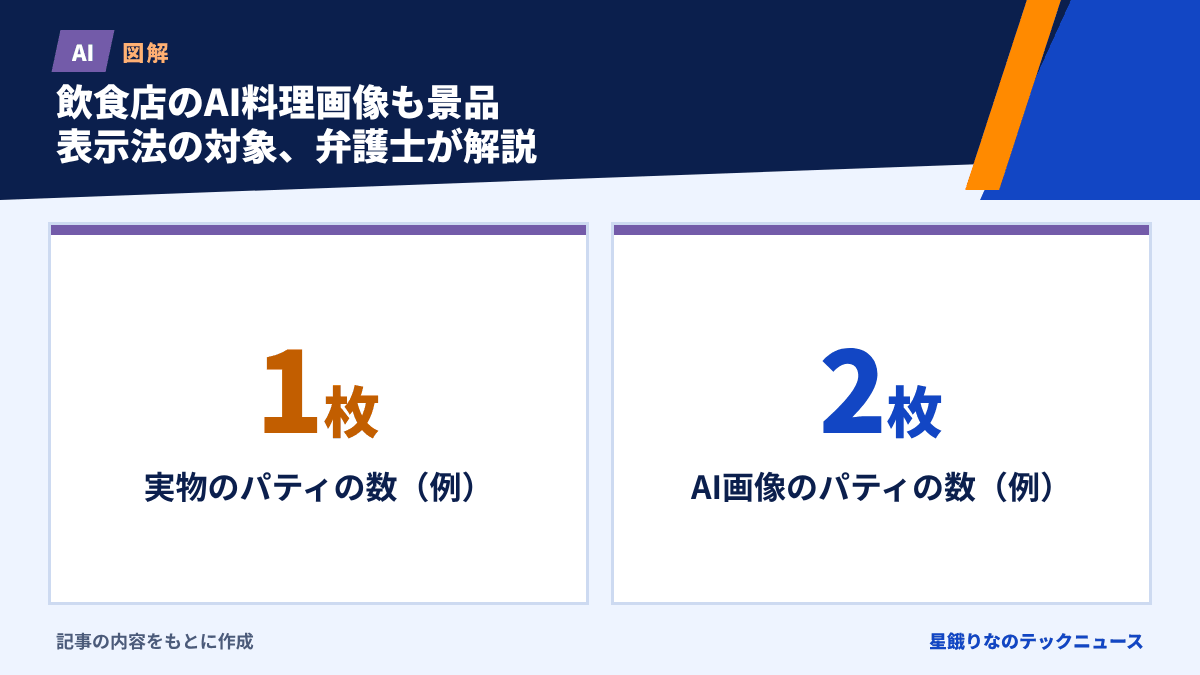 AI 図解
飲食店のAI料理画像も景品
表示法の対象、弁護士が解説
1枚
実物のパティの数（例）
2枚
AI画像のパティの数（例）
記事の内容をもとに作成
星餓りなのテックニュース